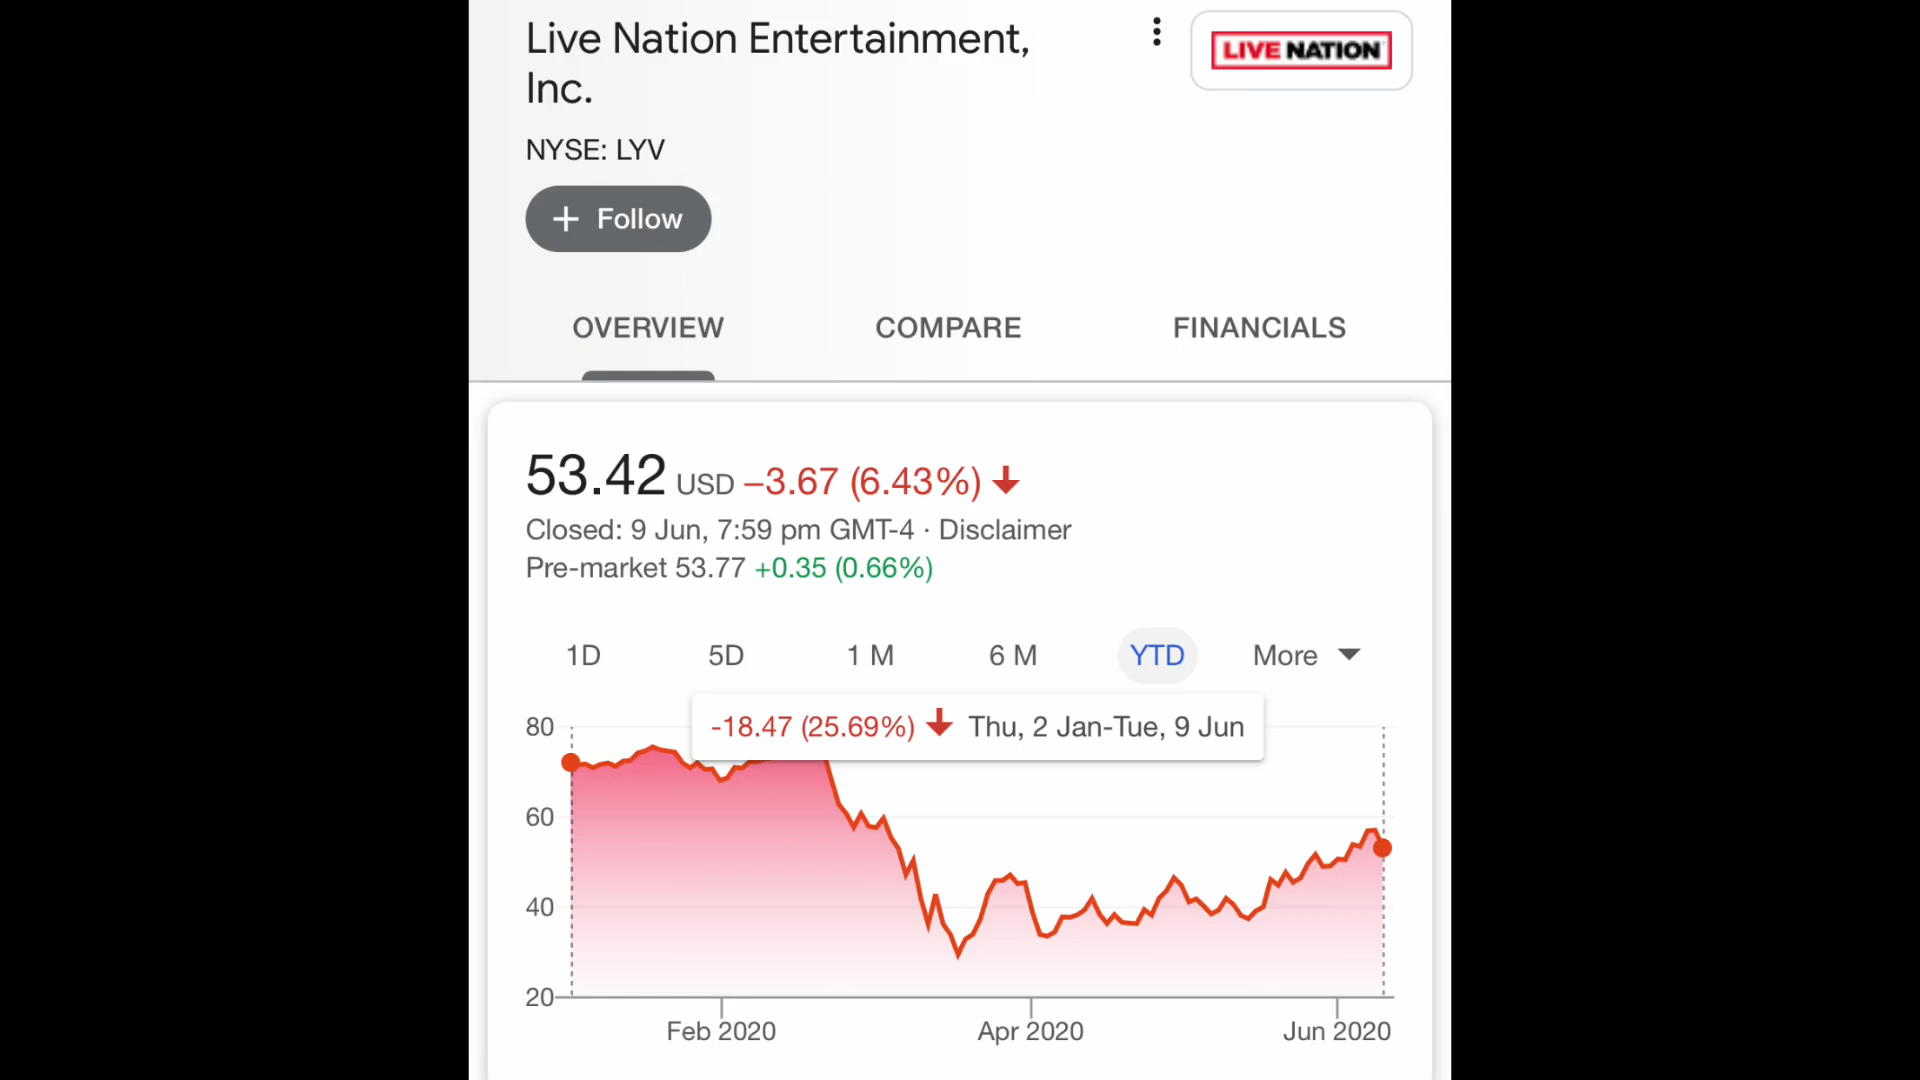 Live Nation Entertainment,
Inc.
LIVE NATION
NYSE: LYV
+ Follow
OVERVIEW COMPARE FINANCIALS
53.42 USD –3.67 (6.43%)
Closed: 9 Jun, 7:59 pm GMT-4 · Disclaimer
Pre-market 53.77 +0.35 (0.66%)
1D 5D 1 M 6 M YTD More
-18.47 (25.69%) Thu, 2 Jan-Tue, 9 Jun
80
60
40
20
Feb 2020 Apr 2020 Jun 2020